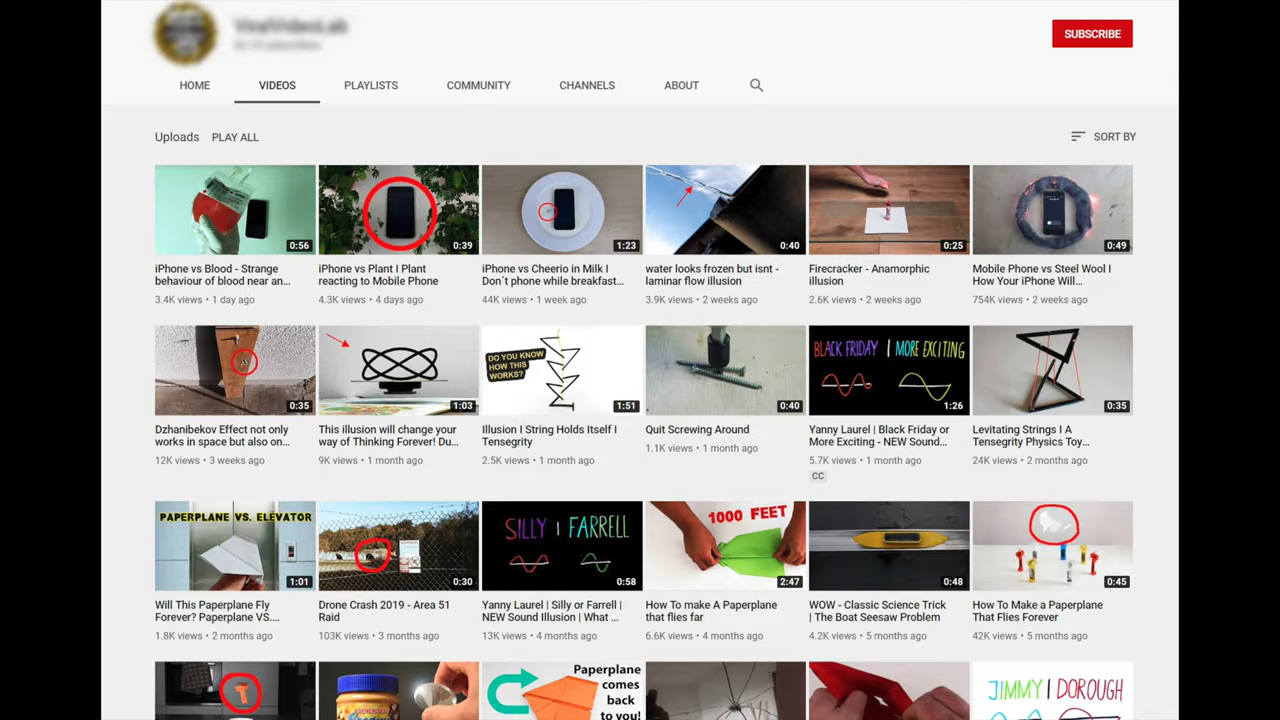 ViralVideoLab
SUBSCRIBE
HOME
VIDEOS
PLAYLISTS
COMMUNITY
CHANNELS
ABOUT
Uploads PLAY ALL
SORT BY
0:56
iPhone vs Blood - Strange
behaviour of blood near an...
3.4K views • 1 day ago
0:39
iPhone vs Plant I Plant
reacting to Mobile Phone
4.3K views • 4 days ago
1:23
iPhone vs Cheerio in Milk I
Don´t phone while breakfast...
44K views • 1 week ago
0:40
water looks frozen but isnt -
laminar flow illusion
3.9K views • 2 weeks ago
0:25
Firecracker - Anamorphic
illusion
2.6K views • 2 weeks ago
0:49
Mobile Phone vs Steel Wool I
How Your iPhone Will...
754K views • 2 weeks ago
0:35
Dzhanibekov Effect not only
works in space but also on...
12K views • 3 weeks ago
1:03
This illusion will change your
way of Thinking Forever! Du...
9K views • 1 month ago
DO YOU KNOW
HOW THIS
WORKS?
1:51
Illusion I String Holds Itself I
Tensegrity
2.5K views • 1 month ago
0:40
Quit Screwing Around
1.1K views • 1 month ago
BLACK FRIDAY | MORE EXCITING
1:26
Yanny Laurel | Black Friday or
More Exciting - NEW Sound...
5.7K views • 1 month ago
CC
0:35
Levitating Strings I A
Tensegrity Physics Toy...
24K views • 2 months ago
PAPERPLANE VS. ELEVATOR
1:01
Will This Paperplane Fly
Forever? Paperplane VS....
1.8K views • 2 months ago
0:30
Drone Crash 2019 - Area 51
Raid
103K views • 3 months ago
SILLY | FARRELL
0:58
Yanny Laurel | Silly or Farrell |
NEW Sound Illusion | What ...
13K views • 4 months ago
1000 FEET
2:47
How To make A Paperplane
that flies far
6.6K views • 4 months ago
0:48
WOW - Classic Science Trick
| The Boat Seesaw Problem
4.2K views • 5 months ago
0:45
How To Make a Paperplane
That Flies Forever
42K views • 5 months ago
Paperplane
comes
back
to you!
JIMMY | DOROUGH